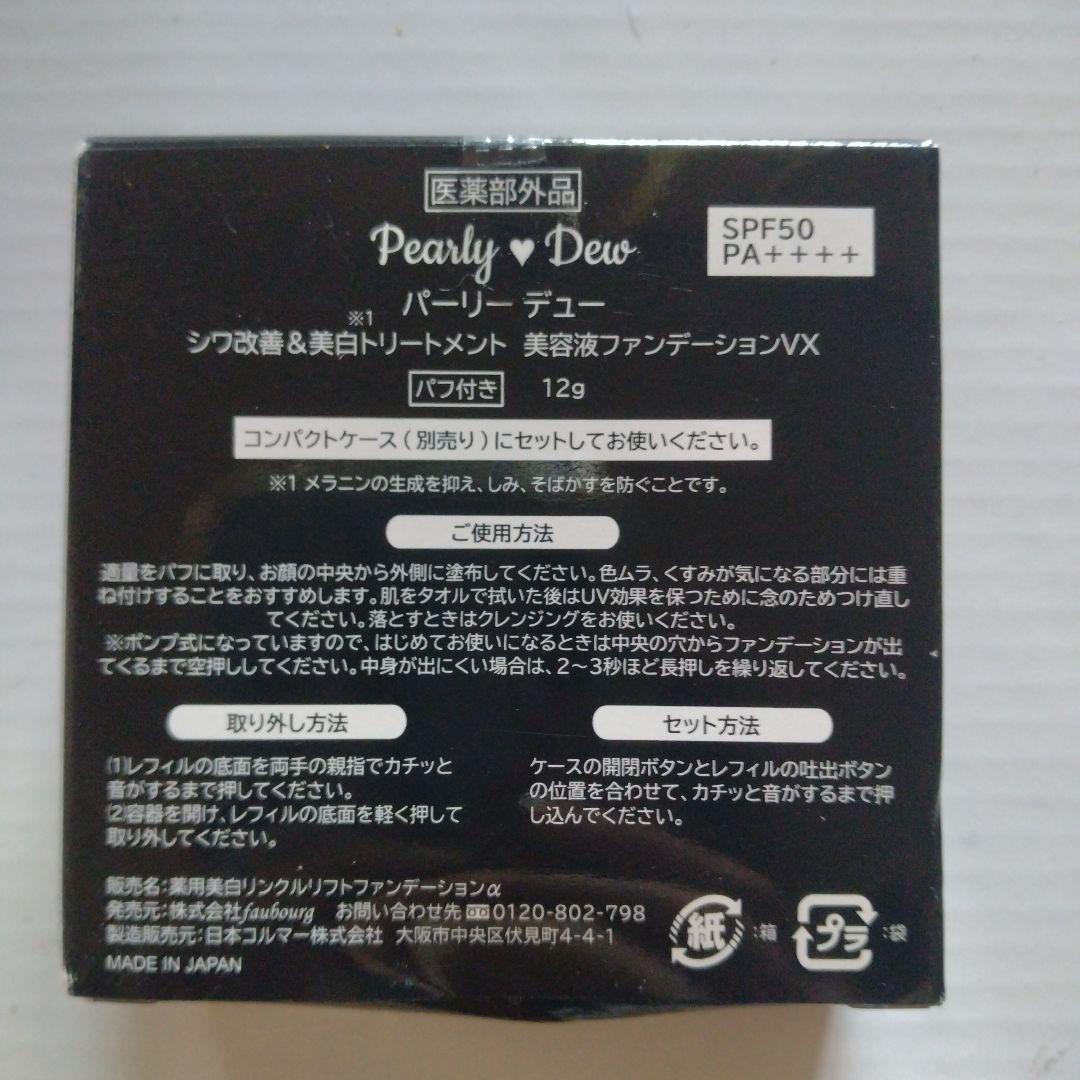 医薬部外品
Pearly ♥ Dew
SPF50
PA++++
パーリー デュー
※1
シワ改善&美白トリートメント 美容液ファンデーションVX
パフ付き 12g
コンパクトケース(別売り)にセットしてお使いください。
※1 メラニンの生成を抑え、しみ、そばかすを防ぐことです。
ご使用方法
適量をパフに取り、お顔の中央から外側に塗布してください。色ムラ、くすみが気になる部分には重
ね付けすることをおすすめします。肌をタオルで拭いた後はUV効果を保つために念のためつけ直し
てください。落とすときはクレンジングをお使いください。
※ポンプ式になっていますので、はじめてお使いになるときは中央の穴からファンデーションが出
てくるまで空押ししてください。中身が出にくい場合は、2〜3秒ほど長押しを繰り返してください。
取り外し方法
⑴レフィルの底面を両手の親指でカチッと
音がするまで押してください。
⑵容器を開け、レフィルの底面を軽く押して
取り外してください。
セット方法
ケースの開閉ボタンとレフィルの吐出ボタン
の位置を合わせて、カチッと音がするまで押
し込んでください。
販売名:薬用美白リンクルリフトファンデーションα
発売元:株式会社faubourg お問い合わせ先 0120-802-798
製造販売元:日本コルマー株式会社 大阪市中央区伏見町4-4-1
MADE IN JAPAN
紙 :箱
プラ :袋